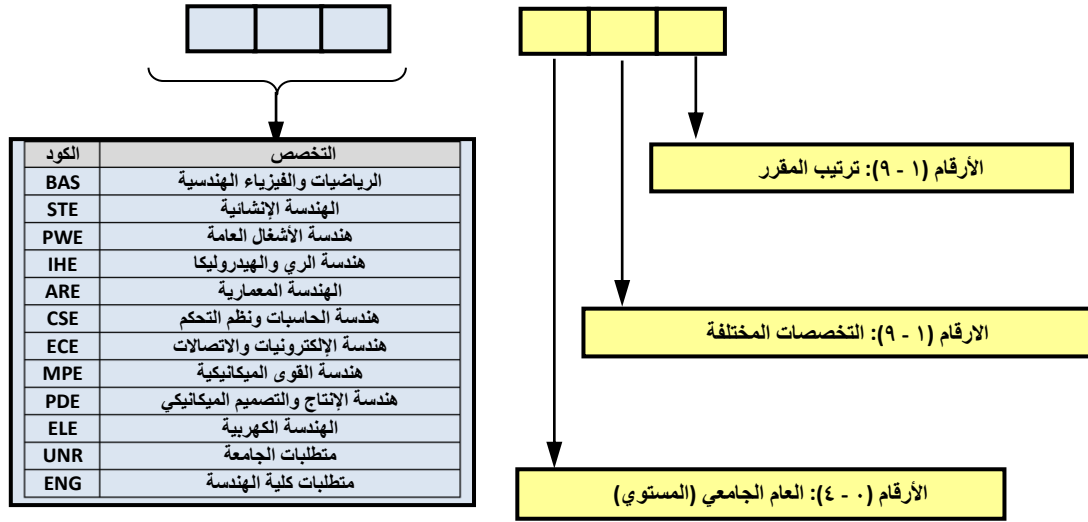 التخصص الكود
الرياضيات والفيزياء الهندسية BAS
الهندسة الإنشائية STE
هندسة الأشغال العامة PWE
هندسة الري والهيدروليكا IHE
الهندسة المعمارية ARE
هندسة الحاسبات ونظم التحكم CSE
هندسة الإلكترونيات والاتصالات ECE
هندسة القوى الميكانيكية MPE
هندسة الإنتاج والتصميم الميكانيكي PDE
الهندسة الكهربية ELE
متطلبات الجامعة UNR
متطلبات كلية الهندسة ENG
الأرقام (١ - ٩): ترتيب المقرر
الارقام (١ - ٩): التخصصات المختلفة
الأرقام (٠ - ٤): العام الجامعي (المستوي)